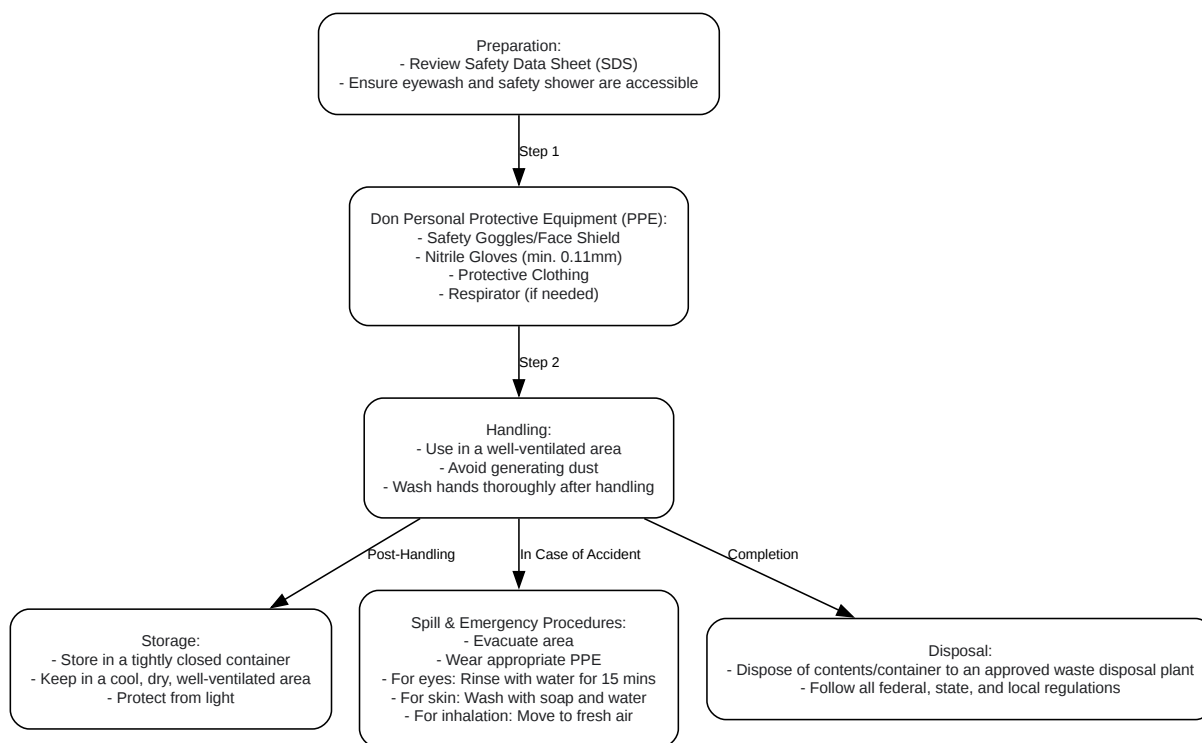 Preparation:
- Review Safety Data Sheet (SDS)
- Ensure eyewash and safety shower are accessible
Step 1
Don Personal Protective Equipment (PPE):
- Safety Goggles/Face Shield
- Nitrile Gloves (min. 0.11mm)
- Protective Clothing
- Respirator (if needed)
Step 2
Handling:
- Use in a well-ventilated area
- Avoid generating dust
- Wash hands thoroughly after handling
Post-Handling
In Case of Accident
Completion
Storage:
- Store in a tightly closed container
- Keep in a cool, dry, well-ventilated area
- Protect from light
Spill & Emergency Procedures:
- Evacuate area
- Wear appropriate PPE
- For eyes: Rinse with water for 15 mins
- For skin: Wash with soap and water
- For inhalation: Move to fresh air
Disposal:
- Dispose of contents/container to an approved waste disposal plant
- Follow all federal, state, and local regulations